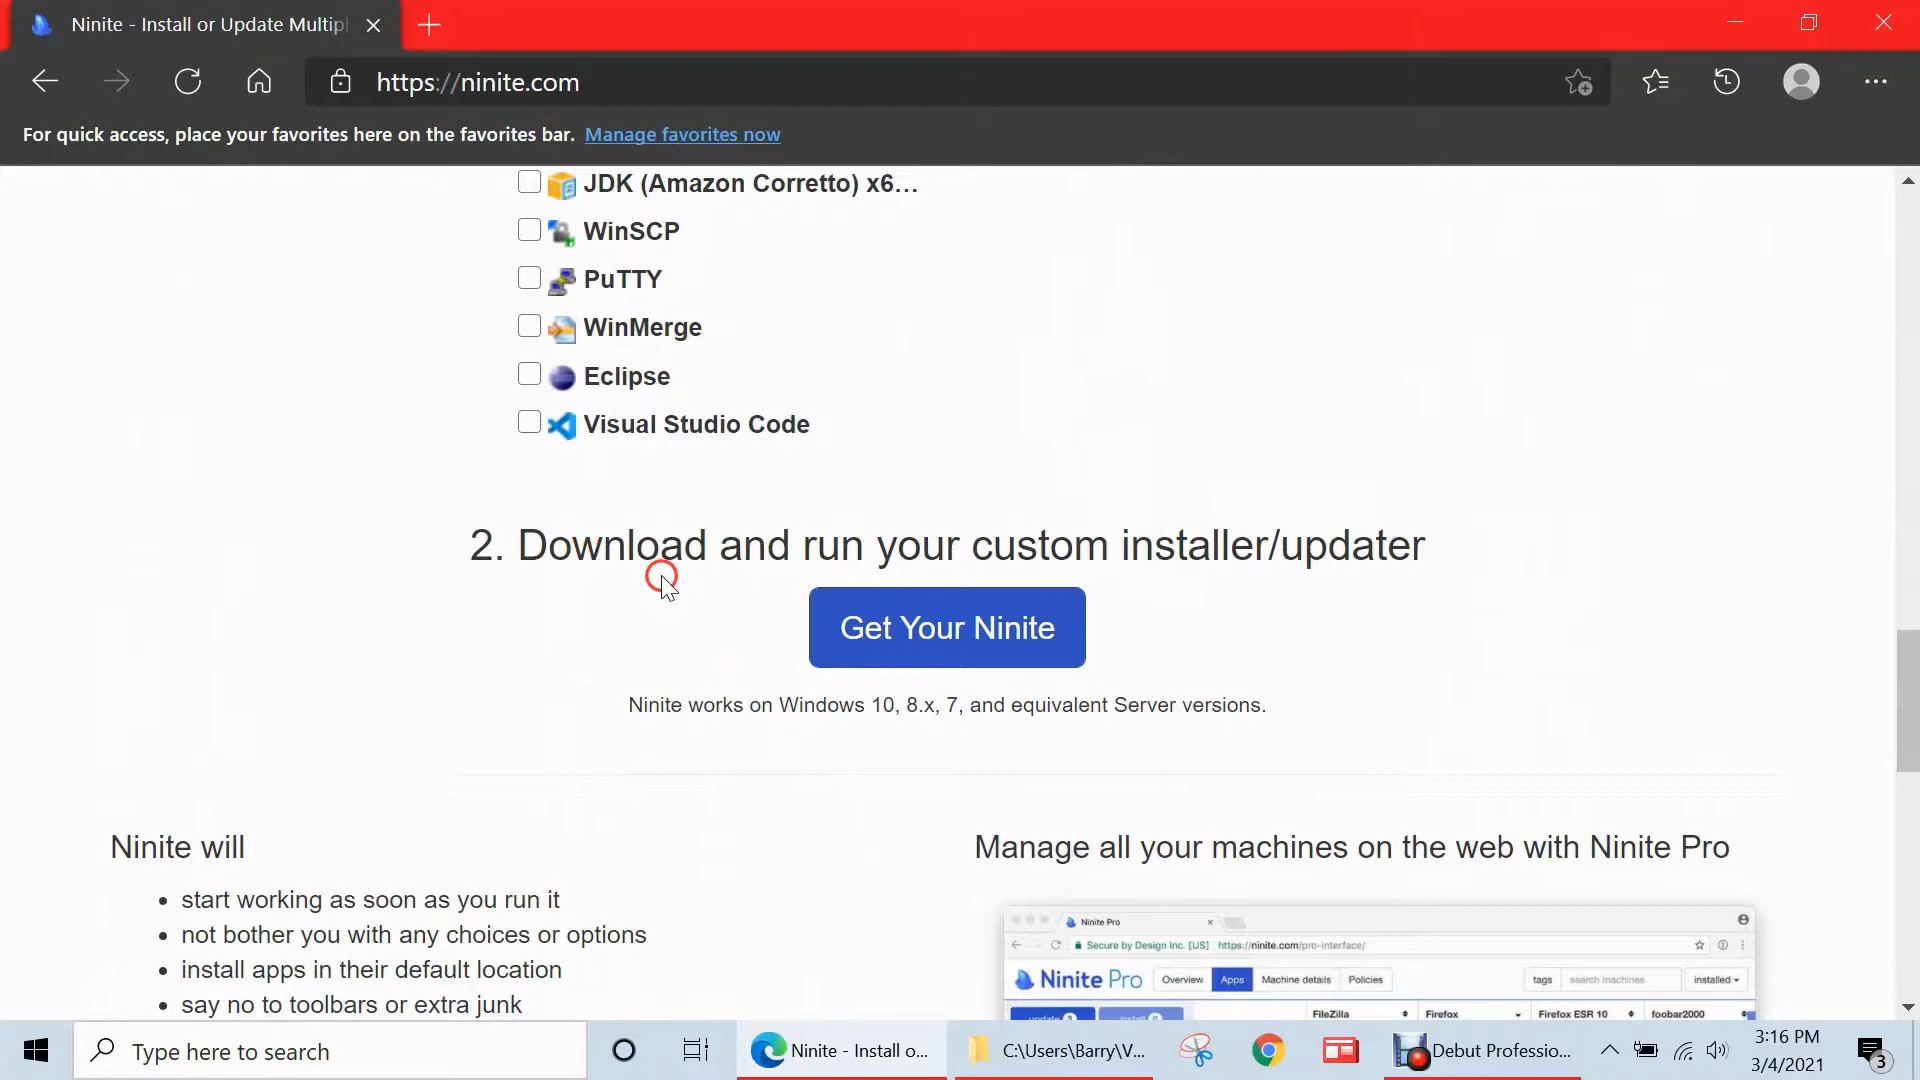 Ninite - Install or Update Multipl
https://ninite.com
For quick access, place your favorites here on the favorites bar. Manage favorites now
JDK (Amazon Corretto) x6...
WinSCP
PuTTY
WinMerge
Eclipse
Visual Studio Code
2. Download and run your custom installer/updater
Get Your Ninite
Ninite works on Windows 10, 8.x, 7, and equivalent Server versions.
Ninite will
start working as soon as you run it
not bother you with any choices or options
install apps in their default location
say no to toolbars or extra junk
Manage all your machines on the web with Ninite Pro
Ninite Pro
Secure by Design Inc. [US] https://ninite.com/pro-interface/
Ninite Pro Overview Apps Machine details Policies tags search machines installed
update 3 install 0 FileZilla Firefox Firefox ESR 10 foobar2000
Type here to search
Ninite - Install o...
C:\Users\Barry\V...
Debut Professio...
3:16 PM
3/4/2021
3